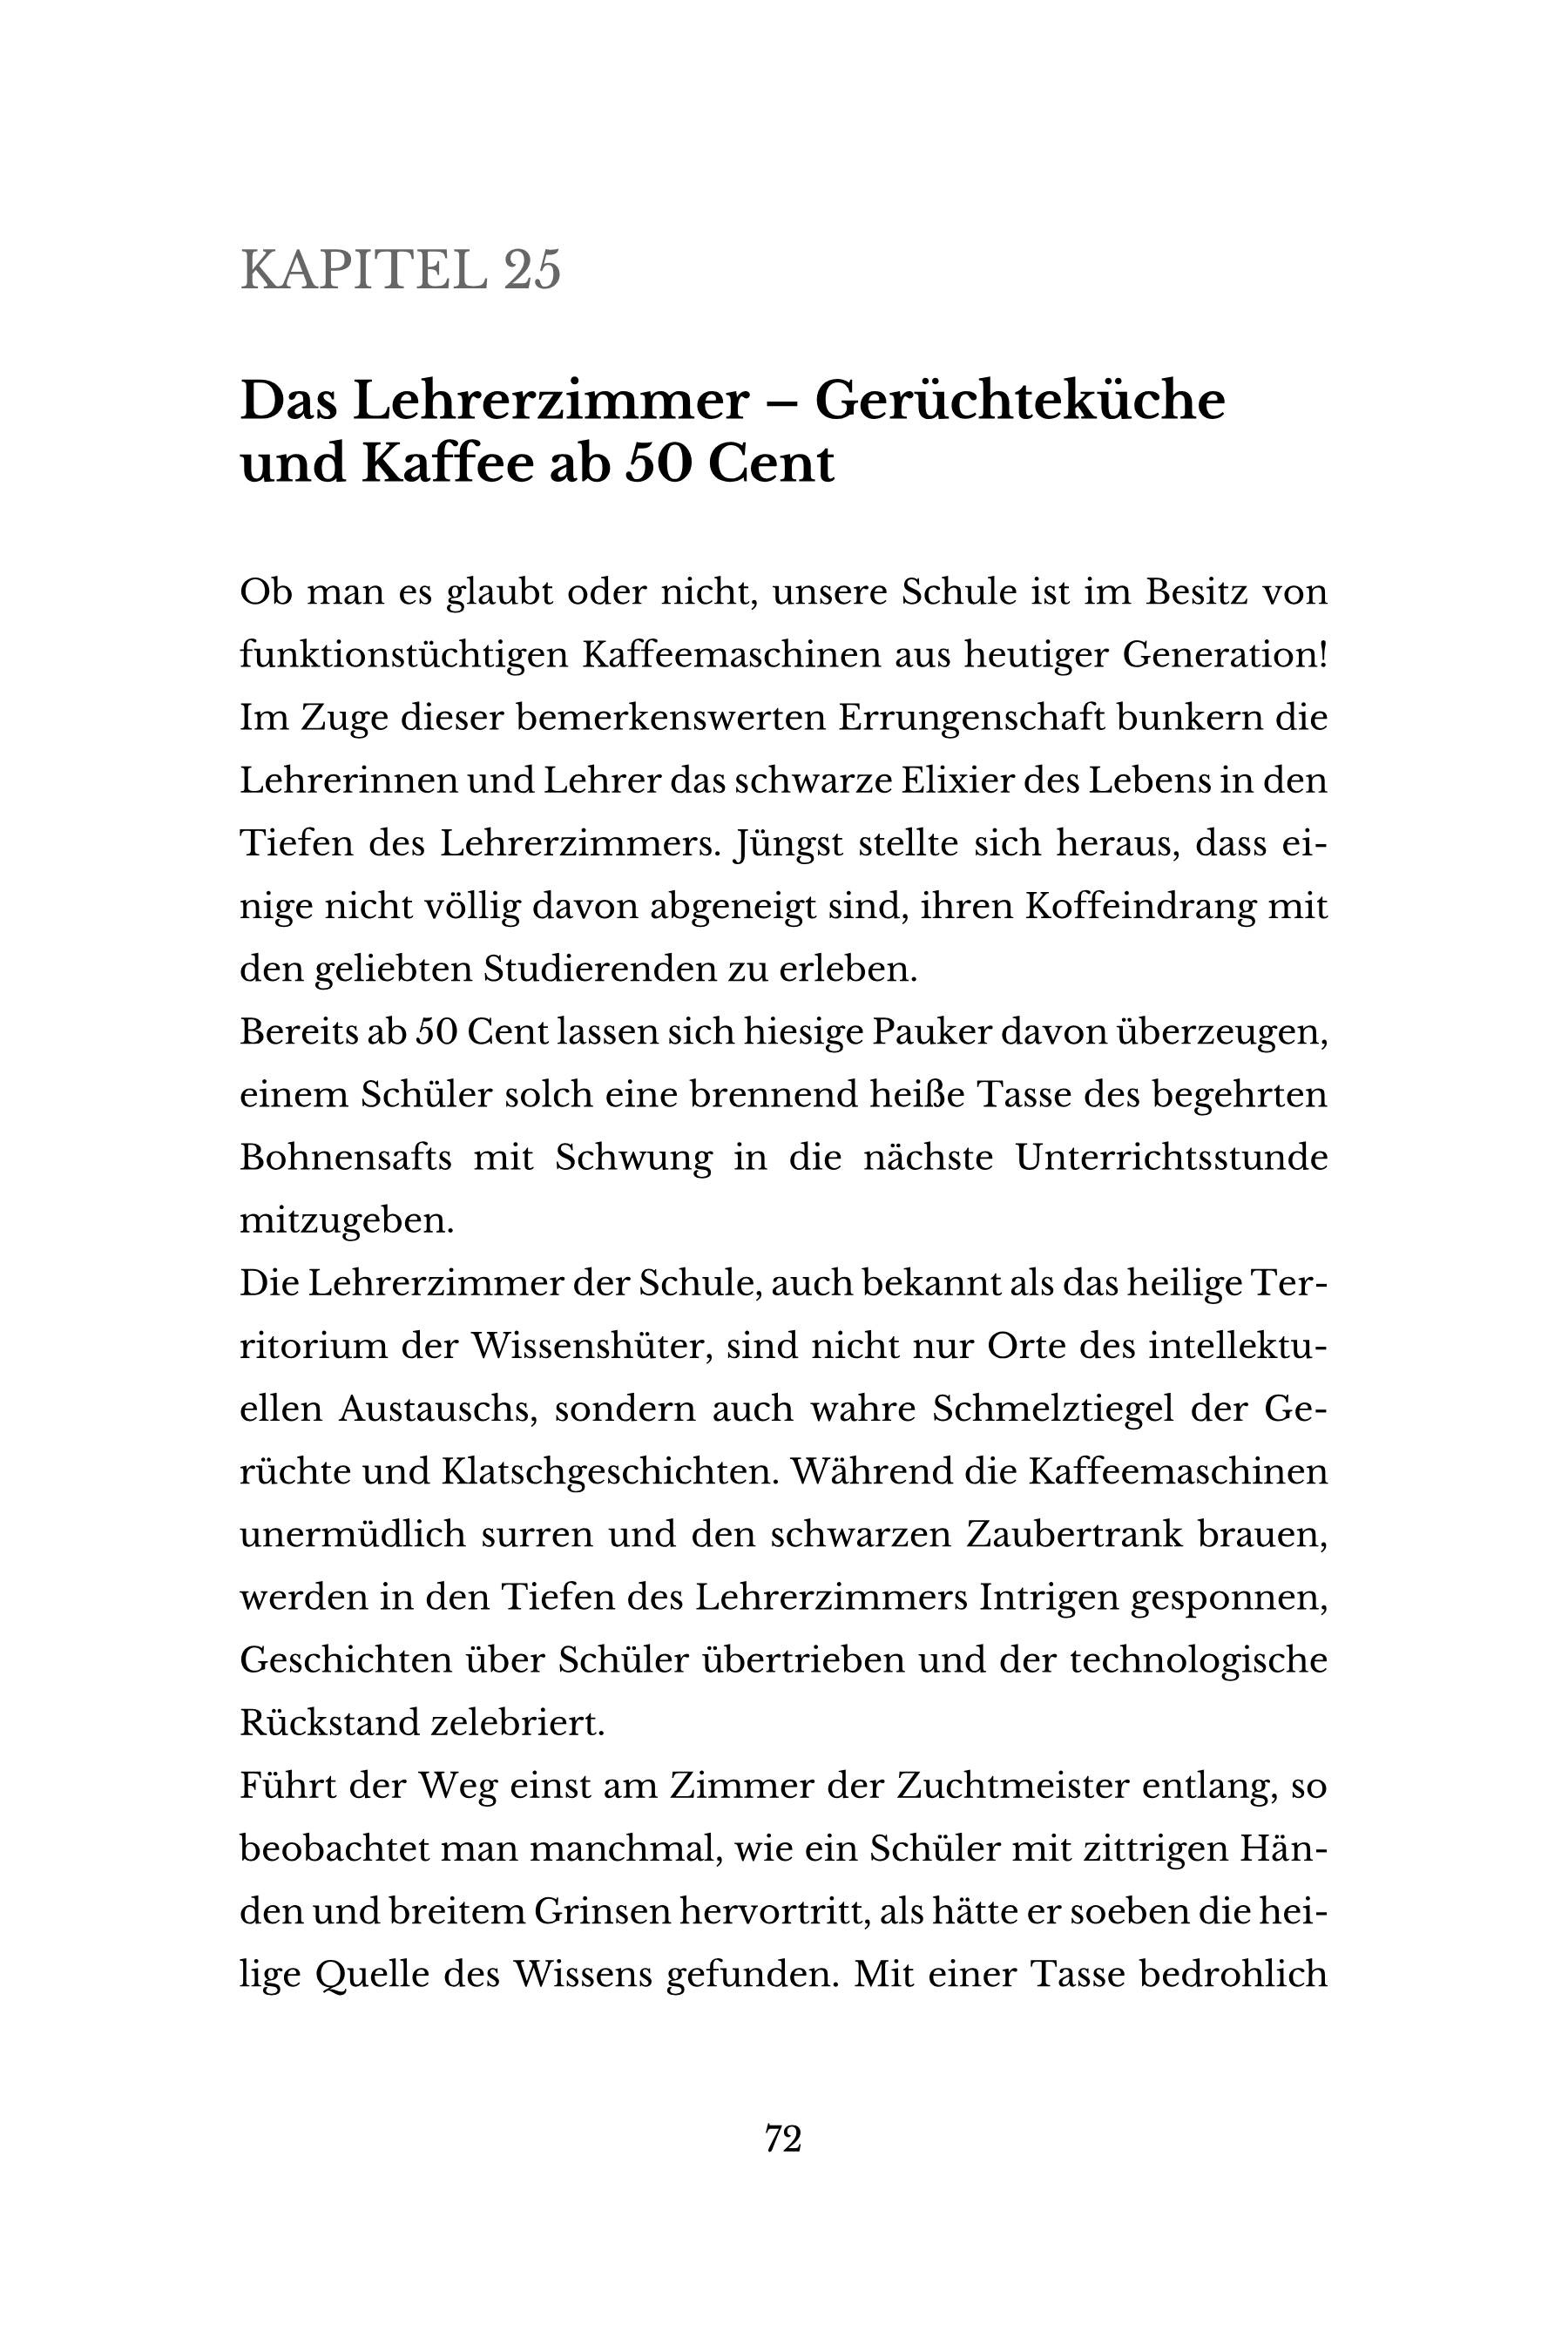 KAPITEL 25
Das Lehrerzimmer – Gerüchteküche
und Kaffee ab 50 Cent
Ob man es glaubt oder nicht, unsere Schule ist im Besitz von
funktionstüchtigen Kaffeemaschinen aus heutiger Generation!
Im Zuge dieser bemerkenswerten Errungenschaft bunkern die
Lehrerinnen und Lehrer das schwarze Elixier des Lebens in den
Tiefen des Lehrerzimmers. Jüngst stellte sich heraus, dass ei-
nige nicht völlig davon abgeneigt sind, ihren Koffeindrang mit
den geliebten Studierenden zu erleben.
Bereits ab 50 Cent lassen sich hiesige Pauker davon überzeugen,
einem Schüler solch eine brennend heiße Tasse des begehrten
Bohnensafts mit Schwung in die nächste Unterrichtsstunde
mitzugeben.
Die Lehrerzimmer der Schule, auch bekannt als das heilige Ter-
ritorium der Wissenshüter, sind nicht nur Orte des intellektu-
ellen Austauschs, sondern auch wahre Schmelztiegel der Ge-
rüchte und Klatschgeschichten. Während die Kaffeemaschinen
unermüdlich surren und den schwarzen Zaubertrank brauen,
werden in den Tiefen des Lehrerzimmers Intrigen gesponnen,
Geschichten über Schüler übertrieben und der technologische
Rückstand zelebriert.
Führt der Weg einst am Zimmer der Zuchtmeister entlang, so
beobachtet man manchmal, wie ein Schüler mit zittrigen Hän-
den und breitem Grinsen hervortritt, als hätte er soeben die hei-
lige Quelle des Wissens gefunden. Mit einer Tasse bedrohlich
72